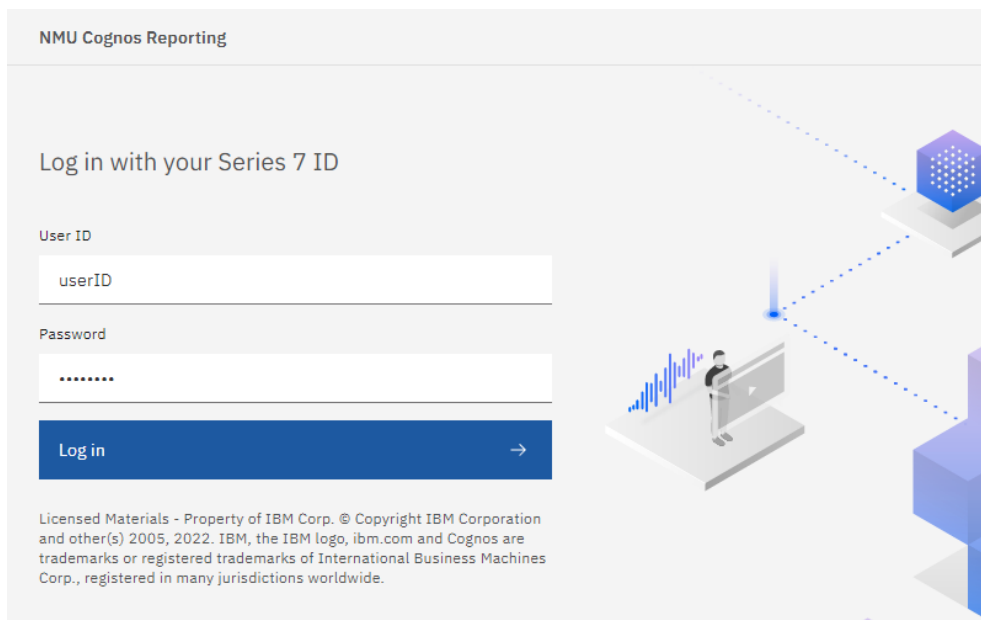 NMU Cognos Reporting
Log in with your Series 7 ID
User ID
userID
Password
••••••••
Log in
Licensed Materials - Property of IBM Corp. © Copyright IBM Corporation
and other(s) 2005, 2022. IBM, the IBM logo, ibm.com and Cognos are
trademarks or registered trademarks of International Business Machines
Corp., registered in many jurisdictions worldwide.